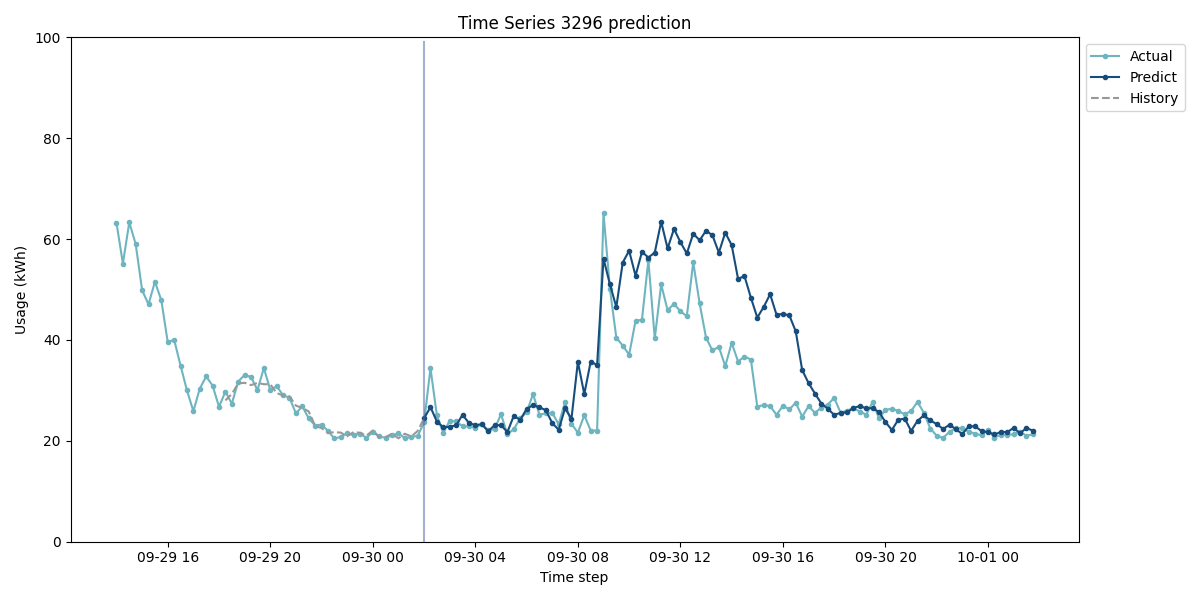 Time Series 3296 prediction
Actual
Predict
History
Usage (kWh)
100
80
60
40
20
0
09-29 16 09-29 20 09-30 00 09-30 04 09-30 08 09-30 12 09-30 16 09-30 20 10-01 00
Time step